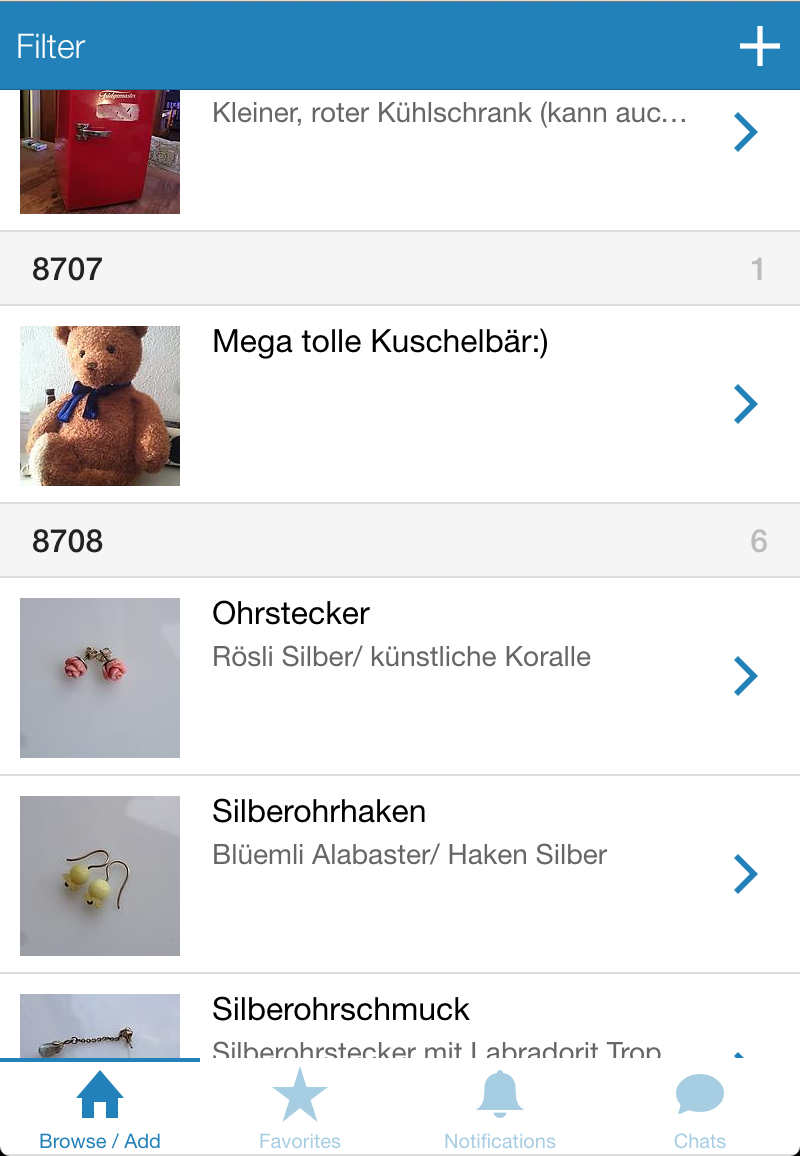 Filter
Fridgemaster
Kleiner, roter Kühlschrank (kann auc…
8707 1
Mega tolle Kuschelbär:)
8708 6
Ohrstecker
Rösli Silber/ künstliche Koralle
Silberohrhaken
Blüemli Alabaster/ Haken Silber
Silberohrschmuck
Silberohrstecker mit Labradorit Trop
Browse / Add Favorites Notifications Chats